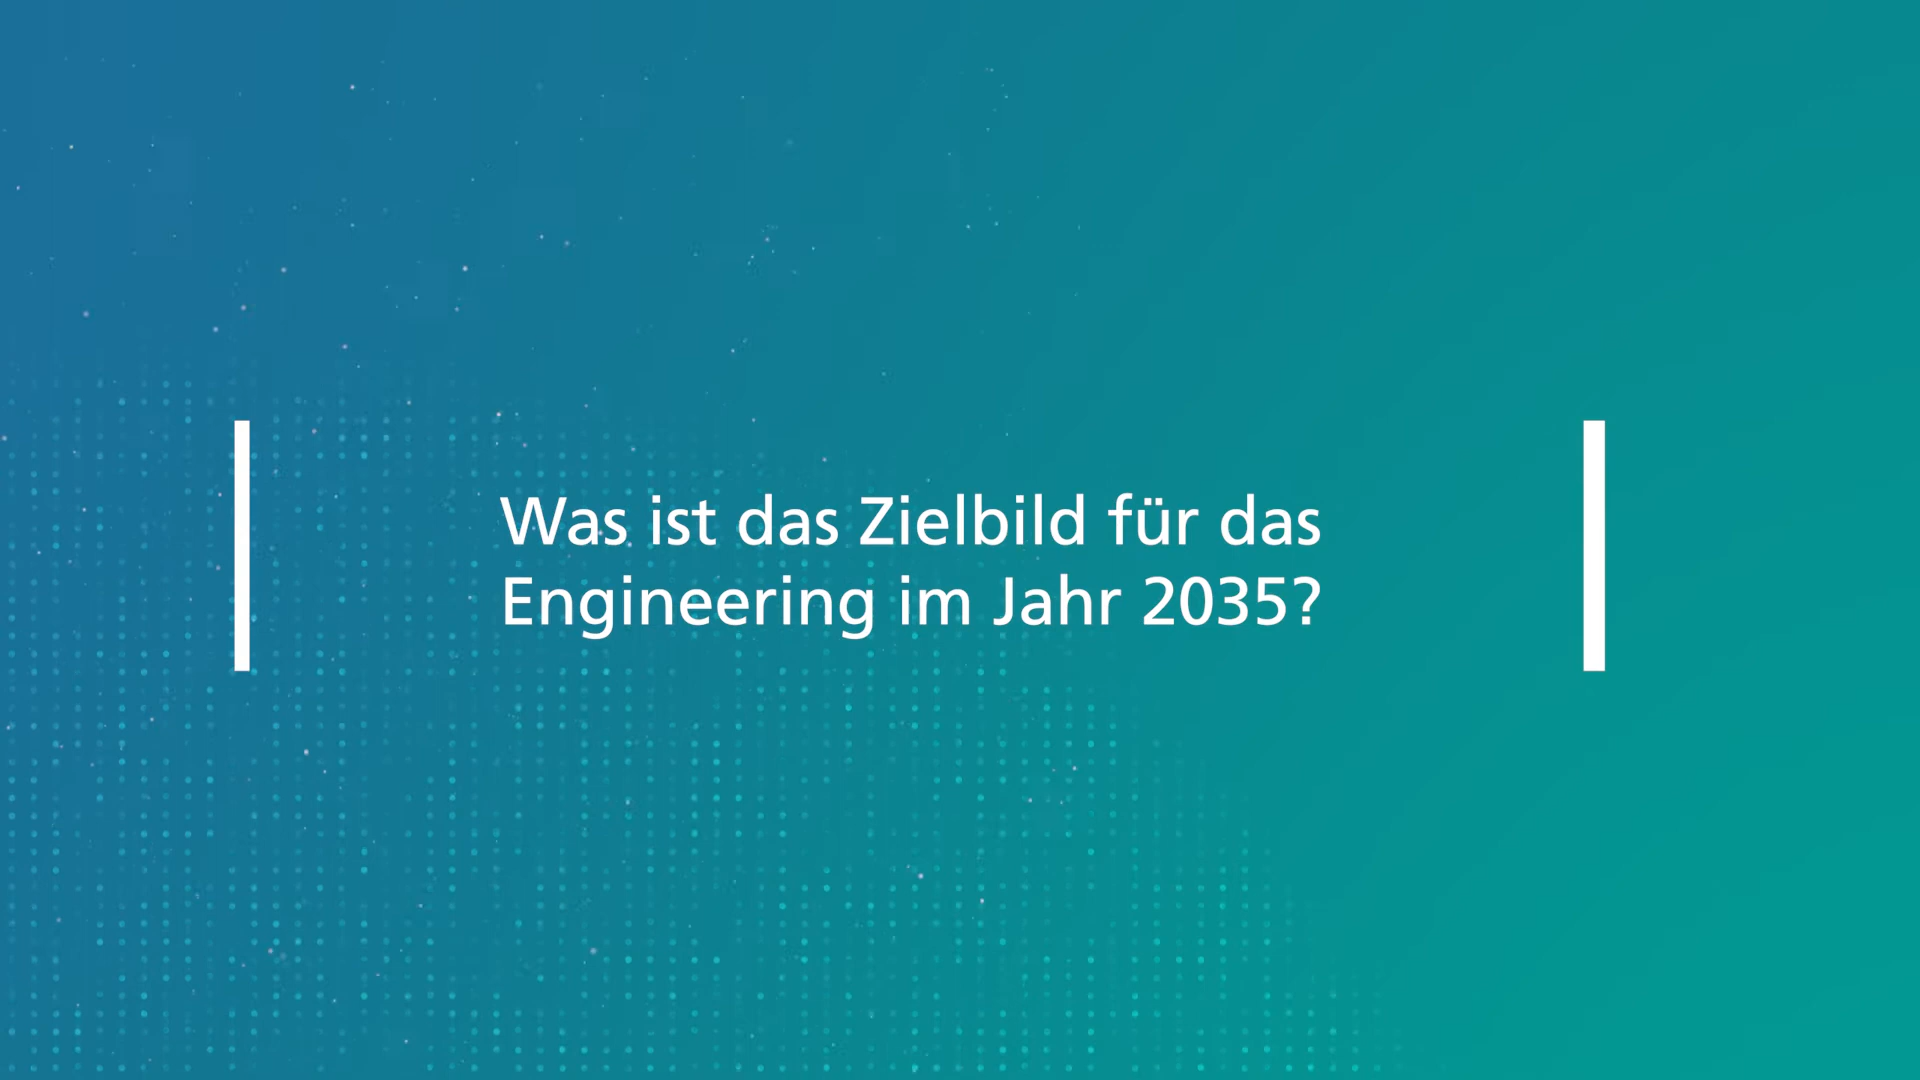 Was ist das Zielbild für das
Engineering im Jahr 2035?